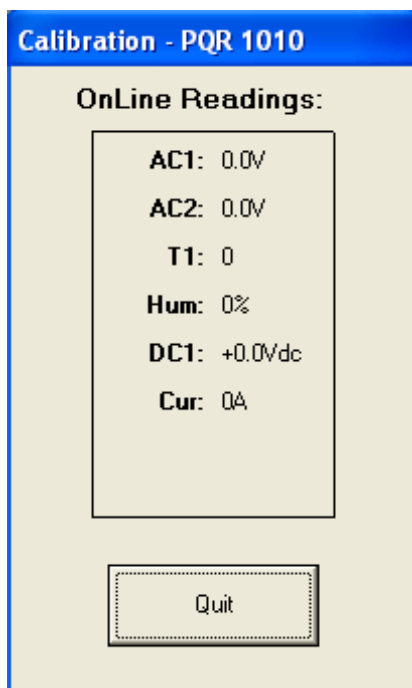 Calibration - PQR 1010
OnLine Readings:
AC1: 0.0V
AC2: 0.0V
T1: 0
Hum: 0%
DC1: +0.0Vdc
Cur: 0A
Quit